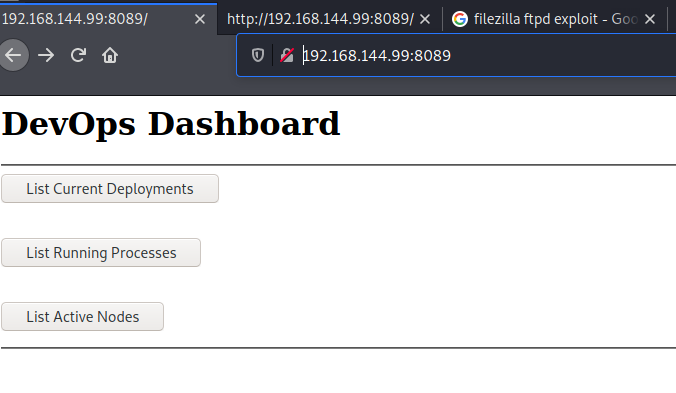 192.168.144.99:8089/
http://192.168.144.99:8089/
filezilla ftpd exploit - Goo
192.168.144.99:8089
DevOps Dashboard
List Current Deployments
List Running Processes
List Active Nodes